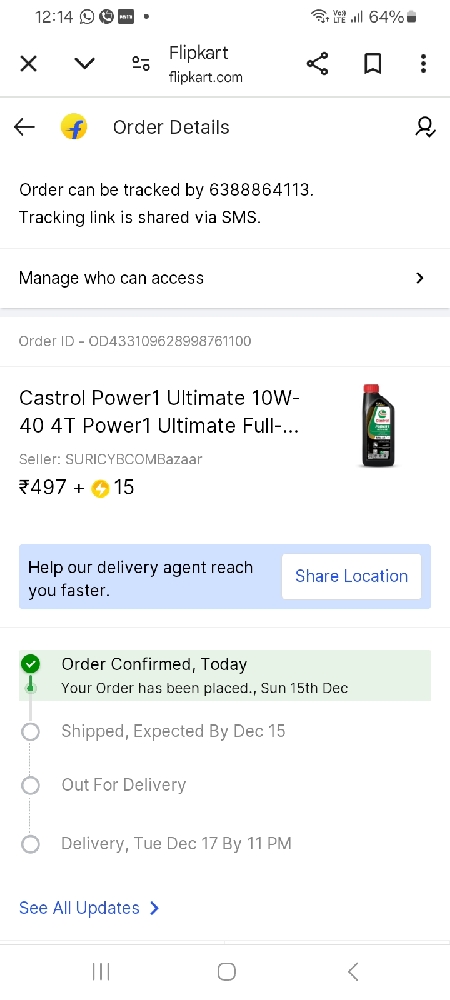 12:14
64%
Flipkart
flipkart.com
Order Details
Order can be tracked by 6388864113.
Tracking link is shared via SMS.
Manage who can access
Order ID - OD433109628998761100
Castrol Power1 Ultimate 10W-
40 4T Power1 Ultimate Full-...
Seller: SURICYBCOMBazaar
₹497 + 15
Help our delivery agent reach
you faster.
Share Location
Order Confirmed, Today
Your Order has been placed., Sun 15th Dec
Shipped, Expected By Dec 15
Out For Delivery
Delivery, Tue Dec 17 By 11 PM
See All Updates